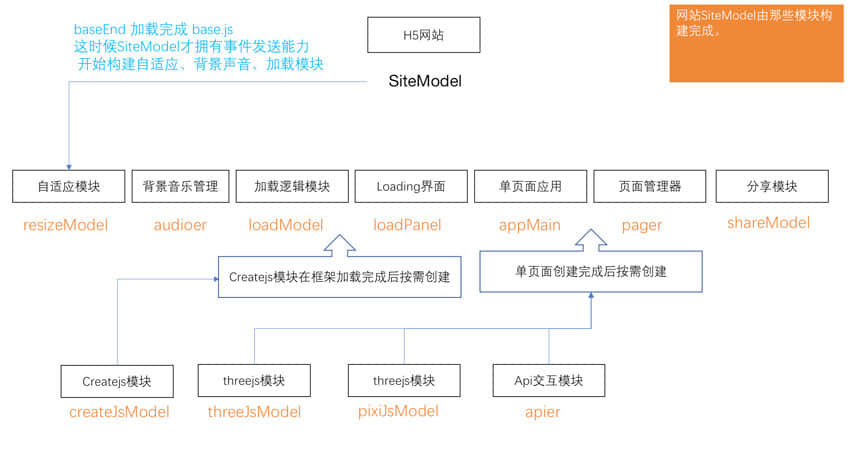 baseEnd 加载完成 base.js
这时候SiteModel才拥有事件发送能力
开始构建自适应、背景声音、加载模块
H5网站
SiteModel
网站SiteModel由那些模块构
建完成。
自适应模块
背景音乐管理
加载逻辑模块
Loading界面
单页面应用
页面管理器
分享模块
resizeModel
audioer
loadModel
loadPanel
appMain
pager
shareModel
Createjs模块在框架加载完成后按需创建
单页面创建完成后按需创建
Createjs模块
threejs模块
threejs模块
Api交互模块
createJsModel
threeJsModel
pixiJsModel
apier